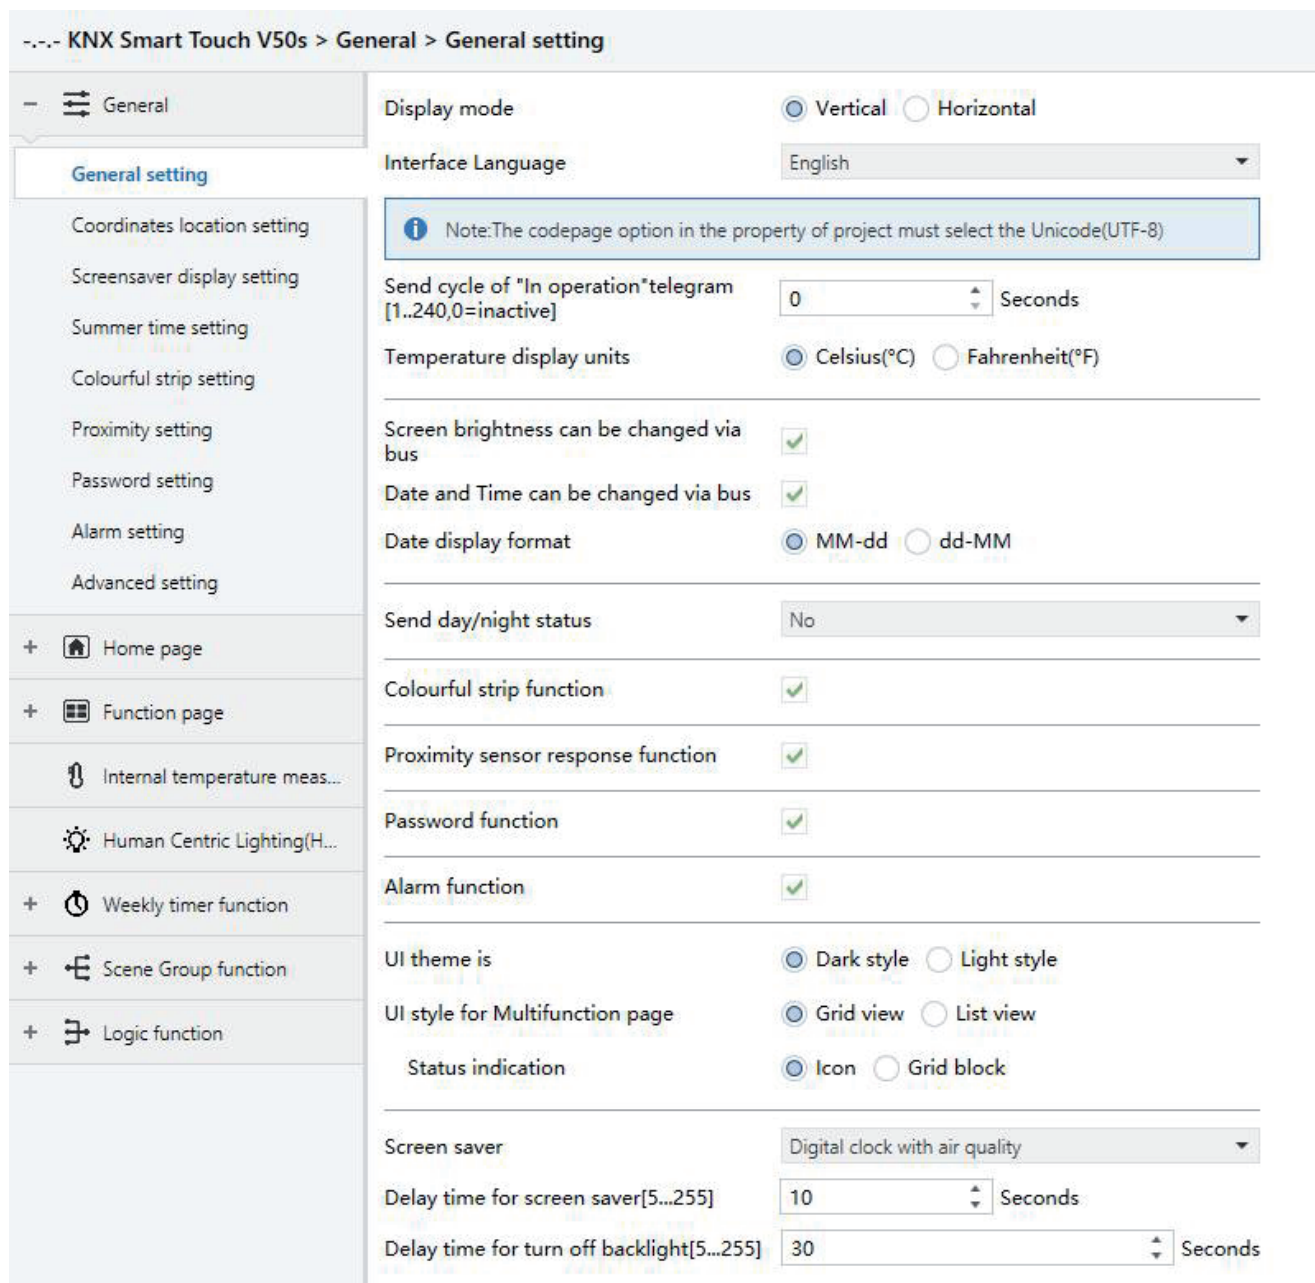 -.-.- KNX Smart Touch V50s > General > General setting
General
General setting
Coordinates location setting
Screensaver display setting
Summer time setting
Colourful strip setting
Proximity setting
Password setting
Alarm setting
Advanced setting
Home page
Function page
Internal temperature meas...
Human Centric Lighting(H...
Weekly timer function
Scene Group function
Logic function
Display mode Vertical Horizontal
Interface Language English
Note:The codepage option in the property of project must select the Unicode(UTF-8)
Send cycle of "In operation"telegram
[1..240,0=inactive] 0 Seconds
Temperature display units Celsius(°C) Fahrenheit(°F)
Screen brightness can be changed via
bus
Date and Time can be changed via bus
Date display format MM-dd dd-MM
Send day/night status No
Colourful strip function
Proximity sensor response function
Password function
Alarm function
UI theme is Dark style Light style
UI style for Multifunction page Grid view List view
Status indication Icon Grid block
Screen saver Digital clock with air quality
Delay time for screen saver[5...255] 10 Seconds
Delay time for turn off backlight[5...255] 30 Seconds